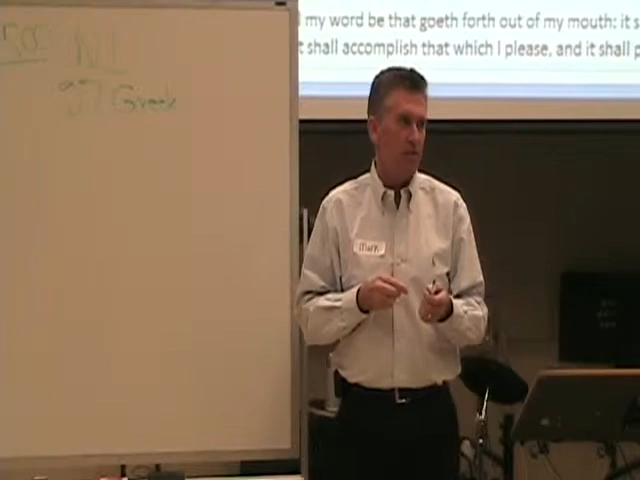 my word be that goeth forth out of my mouth: it s
t shall accomplish that which I please, and it shall p
NT
27 Greek
Mark